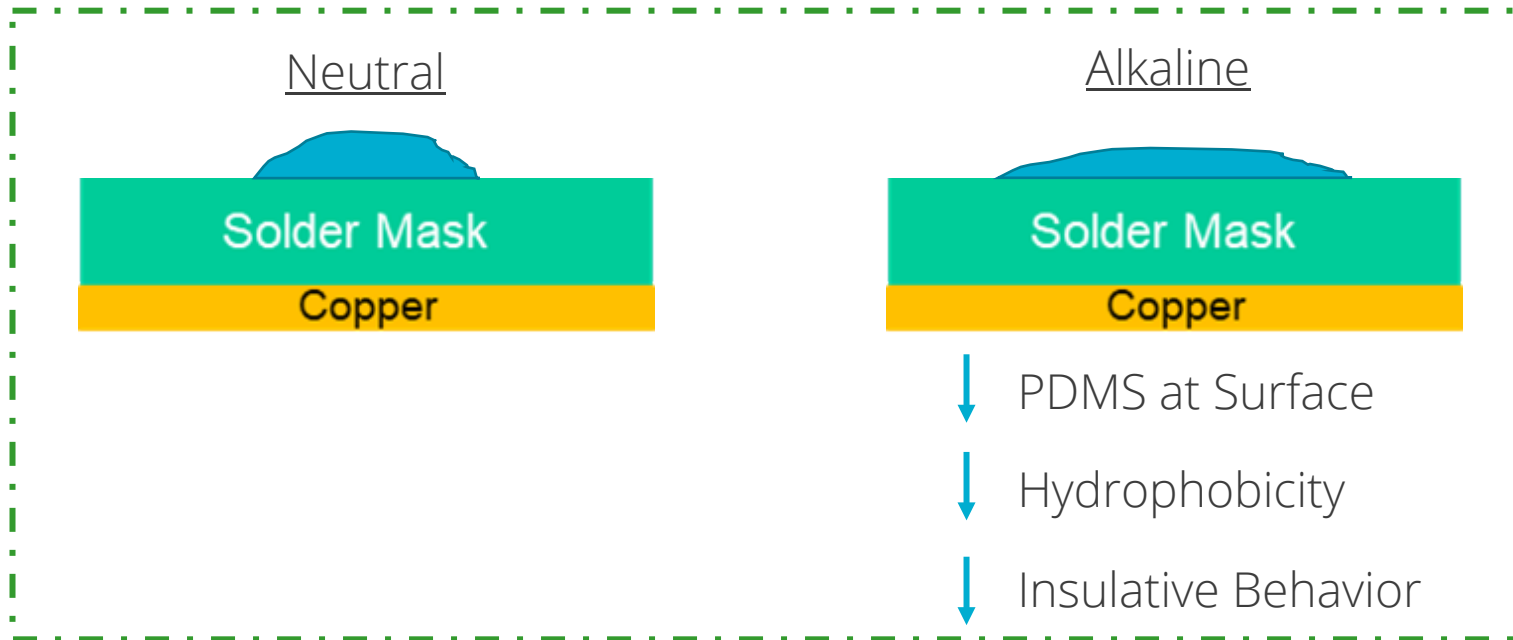 Neutral
Solder Mask
Copper
Alkaline
Solder Mask
Copper
PDMS at Surface
Hydrophobicity
Insulative Behavior